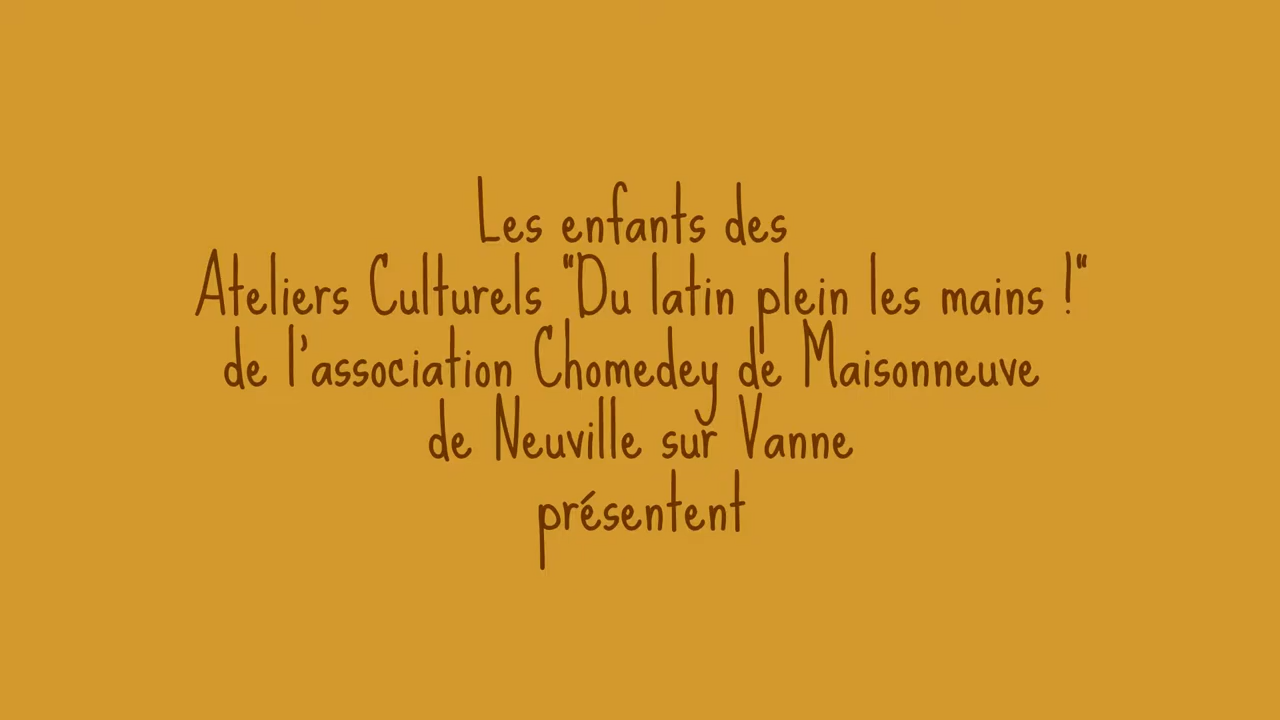 Les enfants des
Ateliers Culturels "Du latin plein les mains !"
de l'association Chomedey de Maisonneuve
de Neuville sur Vanne
présentent